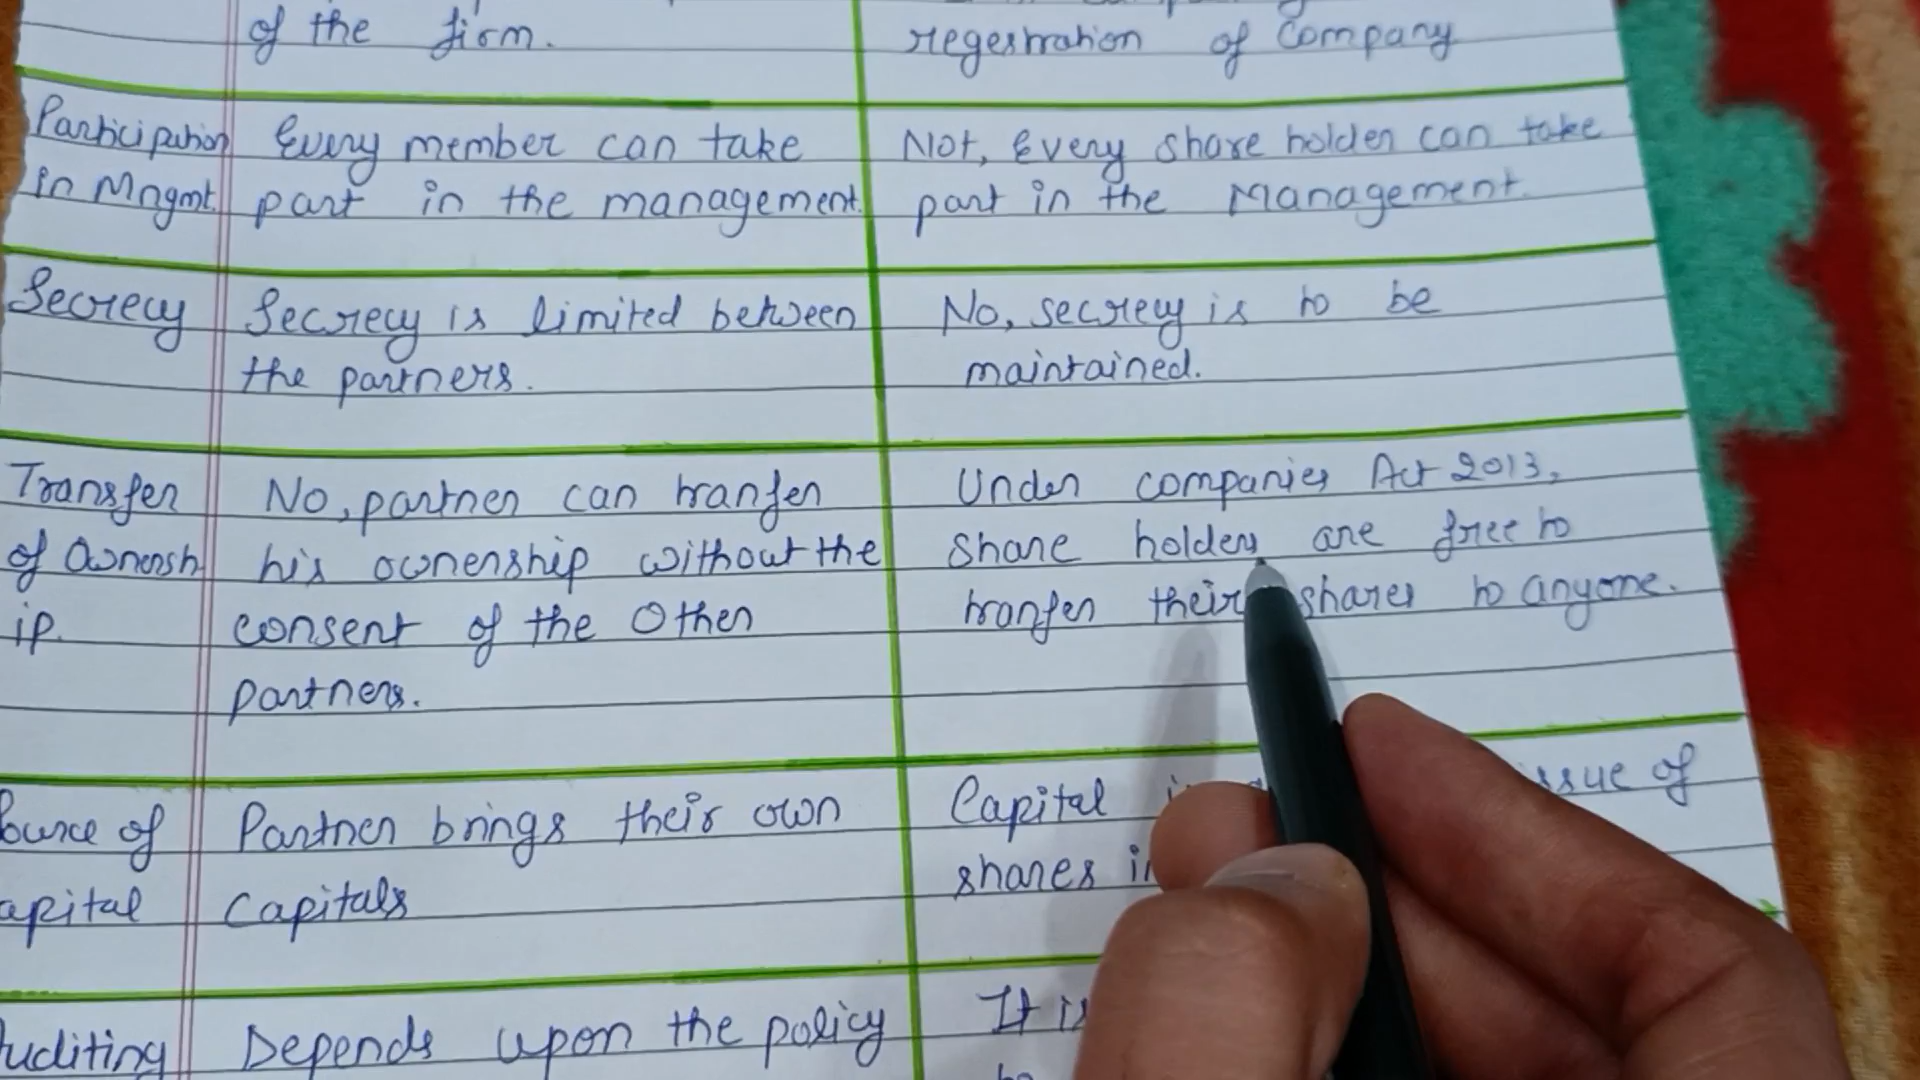 of the firm.
regestration of Company
Participation Every member can take Not, Every share holder can take
in Mngmt. part in the management. part in the Management.
Secrecy Secrecy is limited between No, secrecy is to be
the partners. maintained.
Transfer No, partner can tranfer Under companies Act 2013,
of Ownersh his ownership without the share holders are free to
ip. consent of the Other tranfer their shares to anyone.
partners.
Partner brings their own Capital issue of
Capitals shares
Depends upon the policy It is